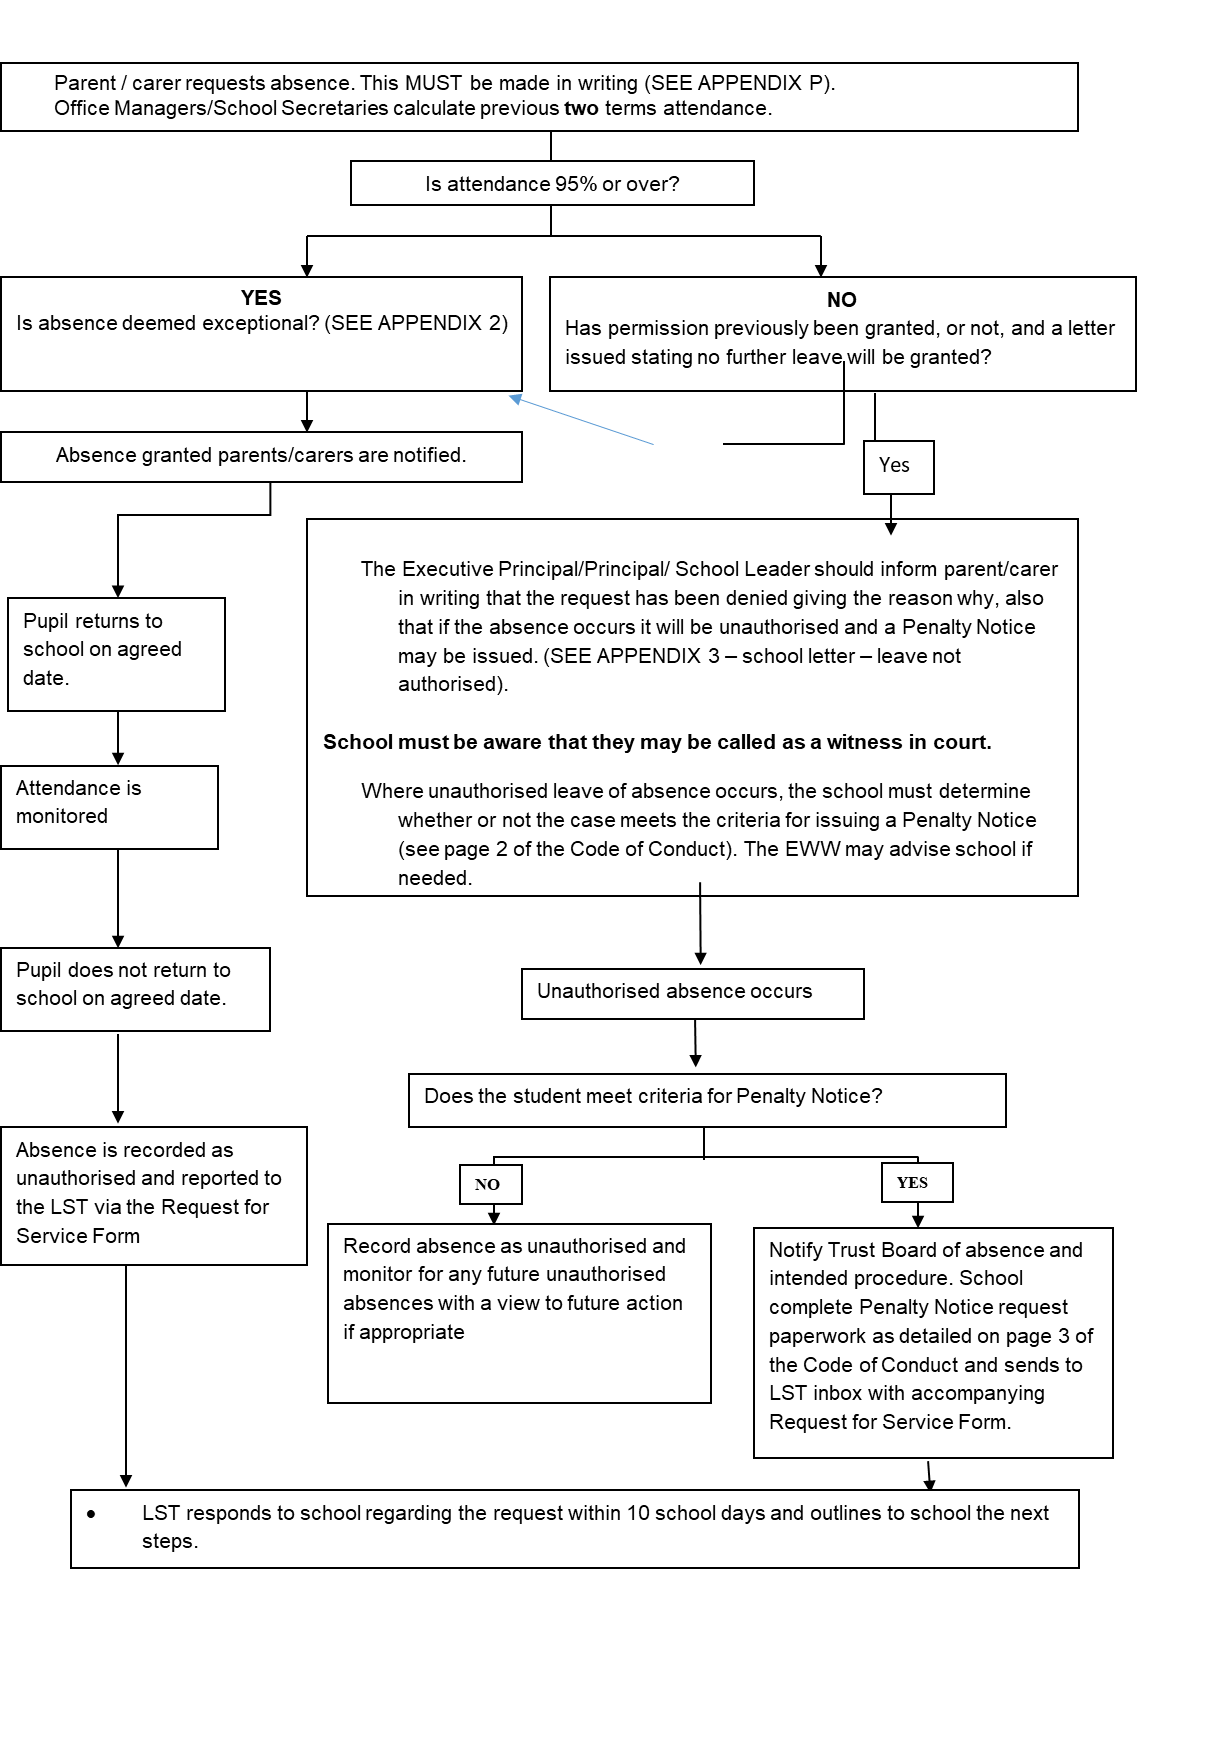 Parent / carer requests absence. This MUST be made in writing (SEE APPENDIX P).
Office Managers/School Secretaries calculate previous two terms attendance.
Is attendance 95% or over?
YES
Is absence deemed exceptional? (SEE APPENDIX 2)
NO
Has permission previously been granted, or not, and a letter
issued stating no further leave will be granted?
Absence granted parents/carers are notified.
Yes
The Executive Principal/Principal/ School Leader should inform parent/carer
in writing that the request has been denied giving the reason why, also
that if the absence occurs it will be unauthorised and a Penalty Notice
may be issued. (SEE APPENDIX 3 – school letter – leave not
authorised).
School must be aware that they may be called as a witness in court.
Where unauthorised leave of absence occurs, the school must determine
whether or not the case meets the criteria for issuing a Penalty Notice
(see page 2 of the Code of Conduct). The EWW may advise school if
needed.
Pupil returns to
school on agreed
date.
Attendance is
monitored
Pupil does not return to
school on agreed date.
Unauthorised absence occurs
Does the student meet criteria for Penalty Notice?
Absence is recorded as
unauthorised and reported to
the LST via the Request for
Service Form
NO
YES
Record absence as unauthorised and
monitor for any future unauthorised
absences with a view to future action
if appropriate
Notify Trust Board of absence and
intended procedure. School
complete Penalty Notice request
paperwork as detailed on page 3 of
the Code of Conduct and sends to
LST inbox with accompanying
Request for Service Form.
• LST responds to school regarding the request within 10 school days and outlines to school the next
steps.